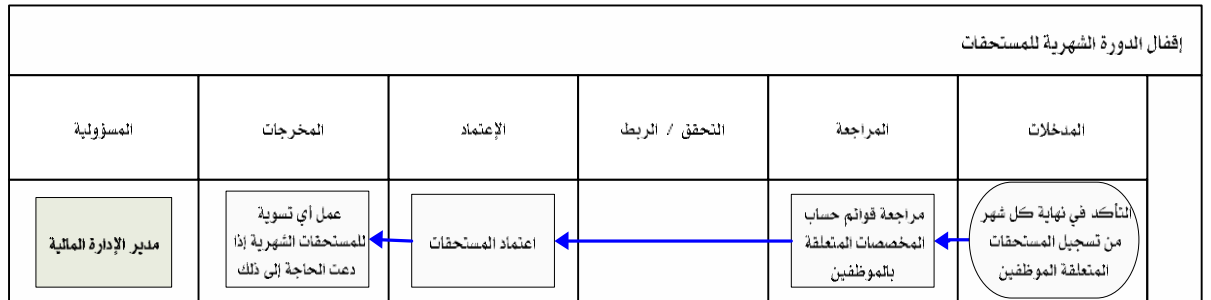 إقفال الدورة الشهرية للمستحقات
المدخلات
المراجعة
التحقق / الربط
الإعتماد
المخرجات
المسؤولية
التأكد في نهاية كل شهر
من تسجيل المستحقات
المتعلقة الموظفين
مراجعة قوائم حساب
المخصصات المتعلقة
بالموظفين
اعتماد المستحقات
عمل أي تسوية
للمستحقات الشهرية إذا
دعت الحاجة إلى ذلك
مدير الإدارة المالية